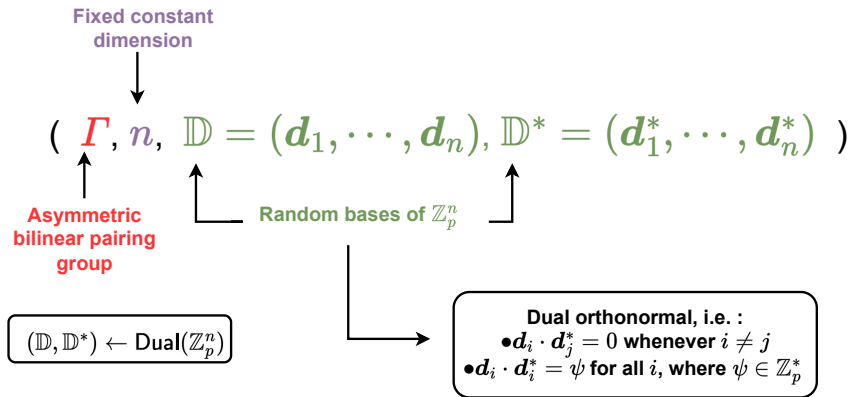 Fixed constant
dimension
( Γ, n, 𝔻 = (𝒅₁, ⋯, 𝒅ₙ), 𝔻* = (𝒅₁*, ⋯, 𝒅ₙ*) )
Random bases of ℤₚⁿ
Asymmetric
bilinear pairing
group
(𝔻, 𝔻*) ← Dual(ℤₚⁿ)
Dual orthonormal, i.e. :
●𝒅ᵢ · 𝒅ⱼ* = 0 whenever i ≠ j
●𝒅ᵢ · 𝒅ᵢ* = ψ for all i, where ψ ∈ ℤₚ*